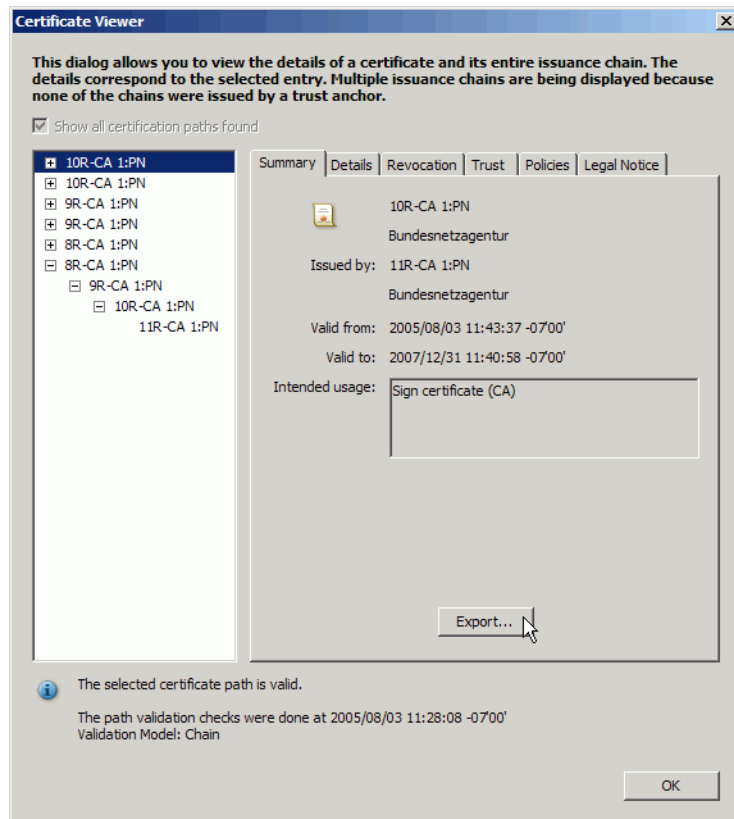 Certificate Viewer
This dialog allows you to view the details of a certificate and its entire issuance chain. The
details correspond to the selected entry. Multiple issuance chains are being displayed because
none of the chains were issued by a trust anchor.
Show all certification paths found
10R-CA 1:PN
10R-CA 1:PN
9R-CA 1:PN
9R-CA 1:PN
8R-CA 1:PN
8R-CA 1:PN
9R-CA 1:PN
10R-CA 1:PN
11R-CA 1:PN
Summary Details Revocation Trust Policies Legal Notice
10R-CA 1:PN
Bundesnetzagentur
Issued by: 11R-CA 1:PN
Bundesnetzagentur
Valid from: 2005/08/03 11:43:37 -07'00'
Valid to: 2007/12/31 11:40:58 -07'00'
Intended usage: Sign certificate (CA)
Export...
The selected certificate path is valid.
The path validation checks were done at 2005/08/03 11:28:08 -07'00'
Validation Model: Chain
OK